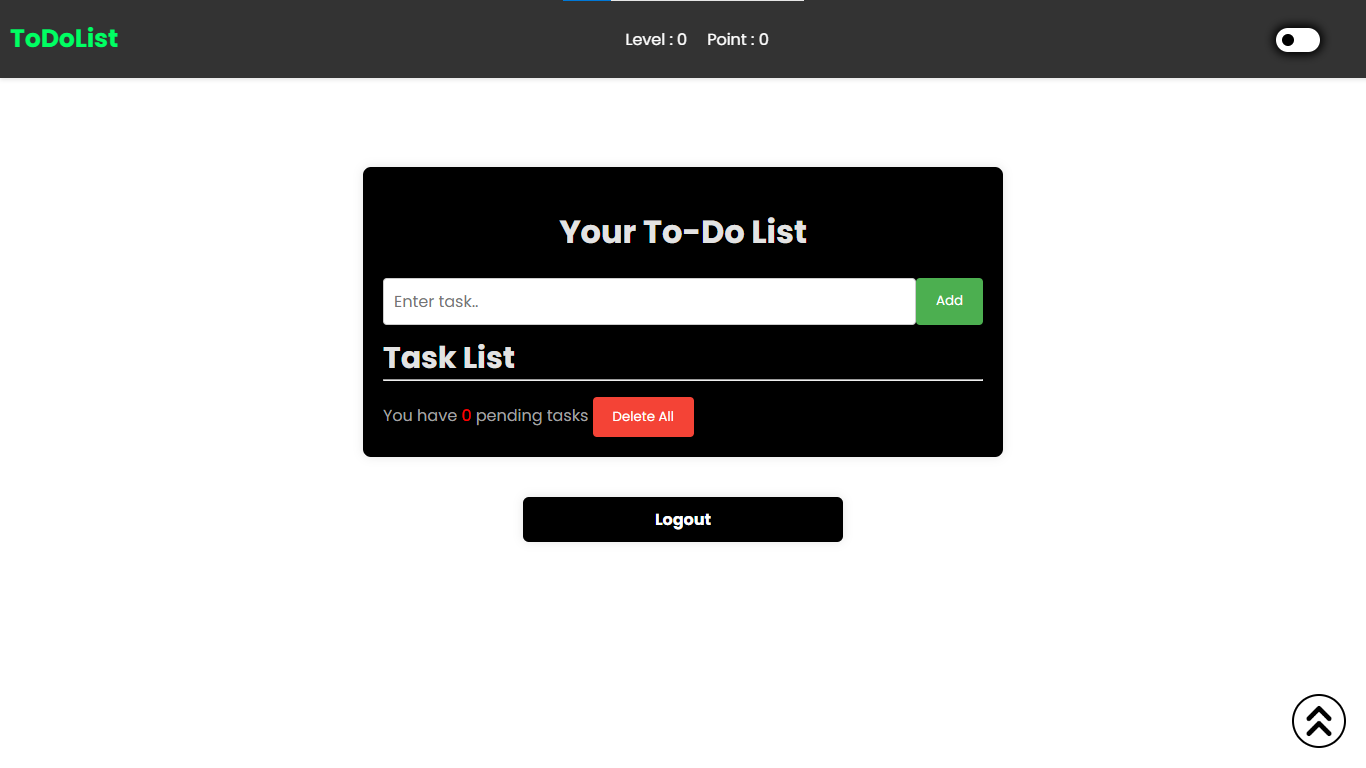 ToDoList
Level : 0 Point : 0
Your To-Do List
Enter task..
Add
Task List
You have 0 pending tasks
Delete All
Logout